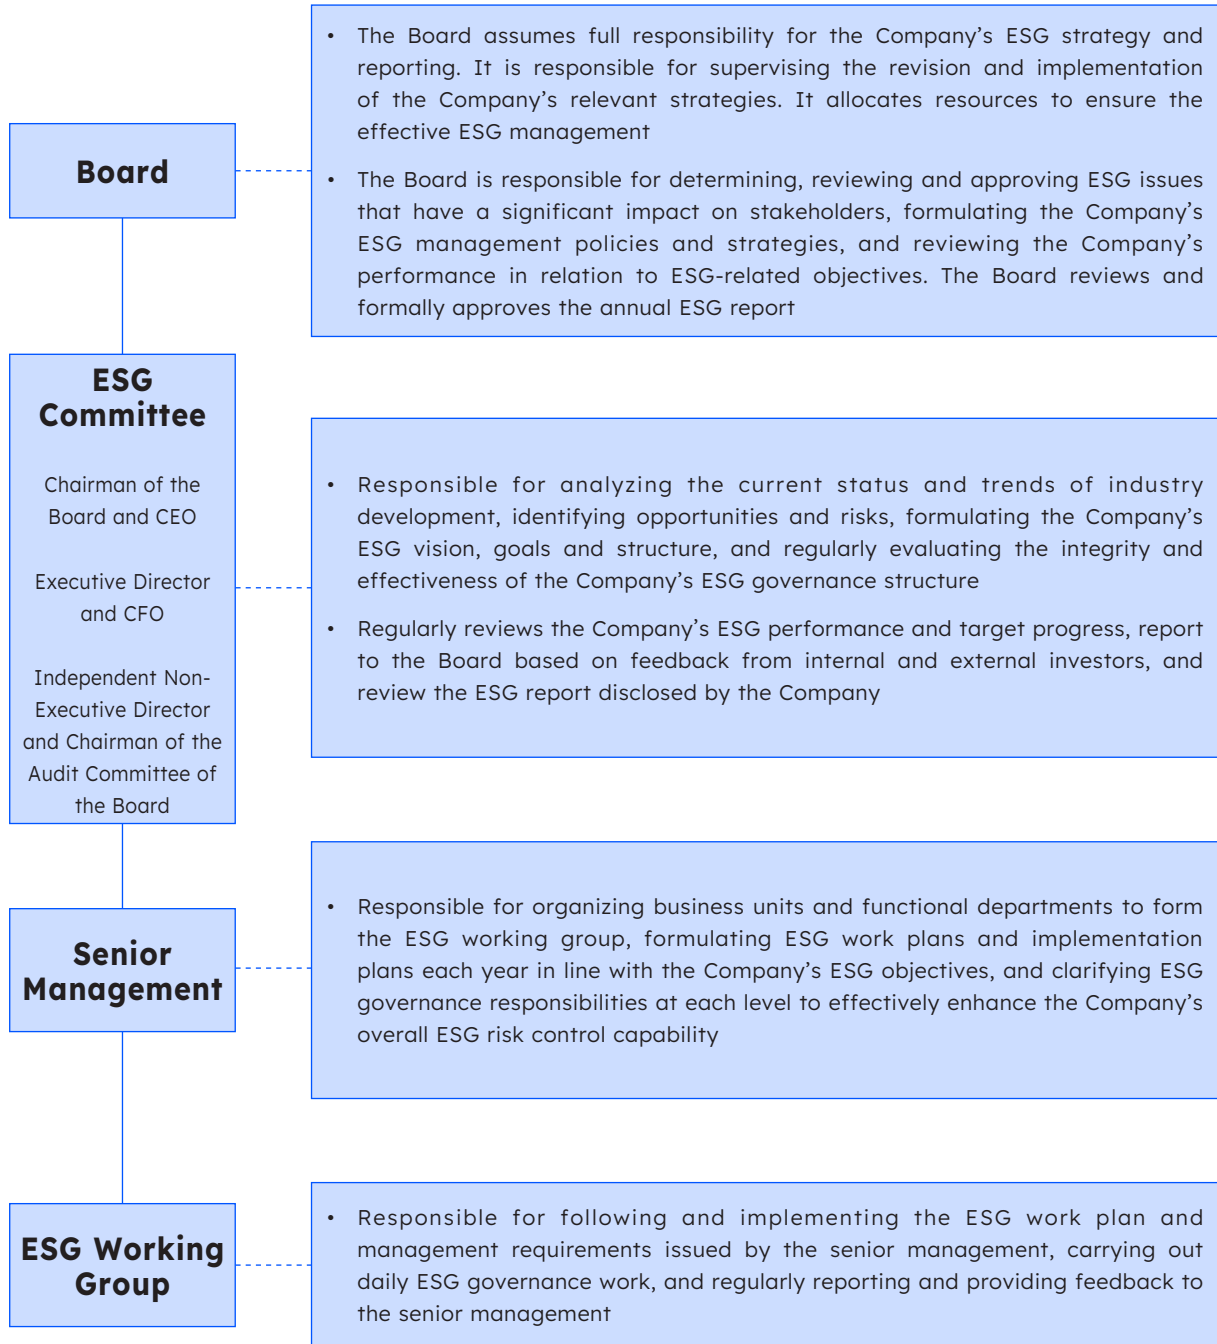 Board
• The Board assumes full responsibility for the Company's ESG strategy and
reporting. It is responsible for supervising the revision and implementation
of the Company's relevant strategies. It allocates resources to ensure the
effective ESG management
• The Board is responsible for determining, reviewing and approving ESG issues
that have a significant impact on stakeholders, formulating the Company's
ESG management policies and strategies, and reviewing the Company's
performance in relation to ESG-related objectives. The Board reviews and
formally approves the annual ESG report
ESG
Committee
Chairman of the
Board and CEO
Executive Director
and CFO
Independent Non-
Executive Director
and Chairman of the
Audit Committee of
the Board
• Responsible for analyzing the current status and trends of industry
development, identifying opportunities and risks, formulating the Company's
ESG vision, goals and structure, and regularly evaluating the integrity and
effectiveness of the Company's ESG governance structure
• Regularly reviews the Company's ESG performance and target progress, report
to the Board based on feedback from internal and external investors, and
review the ESG report disclosed by the Company
Senior
Management
• Responsible for organizing business units and functional departments to form
the ESG working group, formulating ESG work plans and implementation
plans each year in line with the Company's ESG objectives, and clarifying ESG
governance responsibilities at each level to effectively enhance the Company's
overall ESG risk control capability
ESG Working
Group
• Responsible for following and implementing the ESG work plan and
management requirements issued by the senior management, carrying out
daily ESG governance work, and regularly reporting and providing feedback to
the senior management